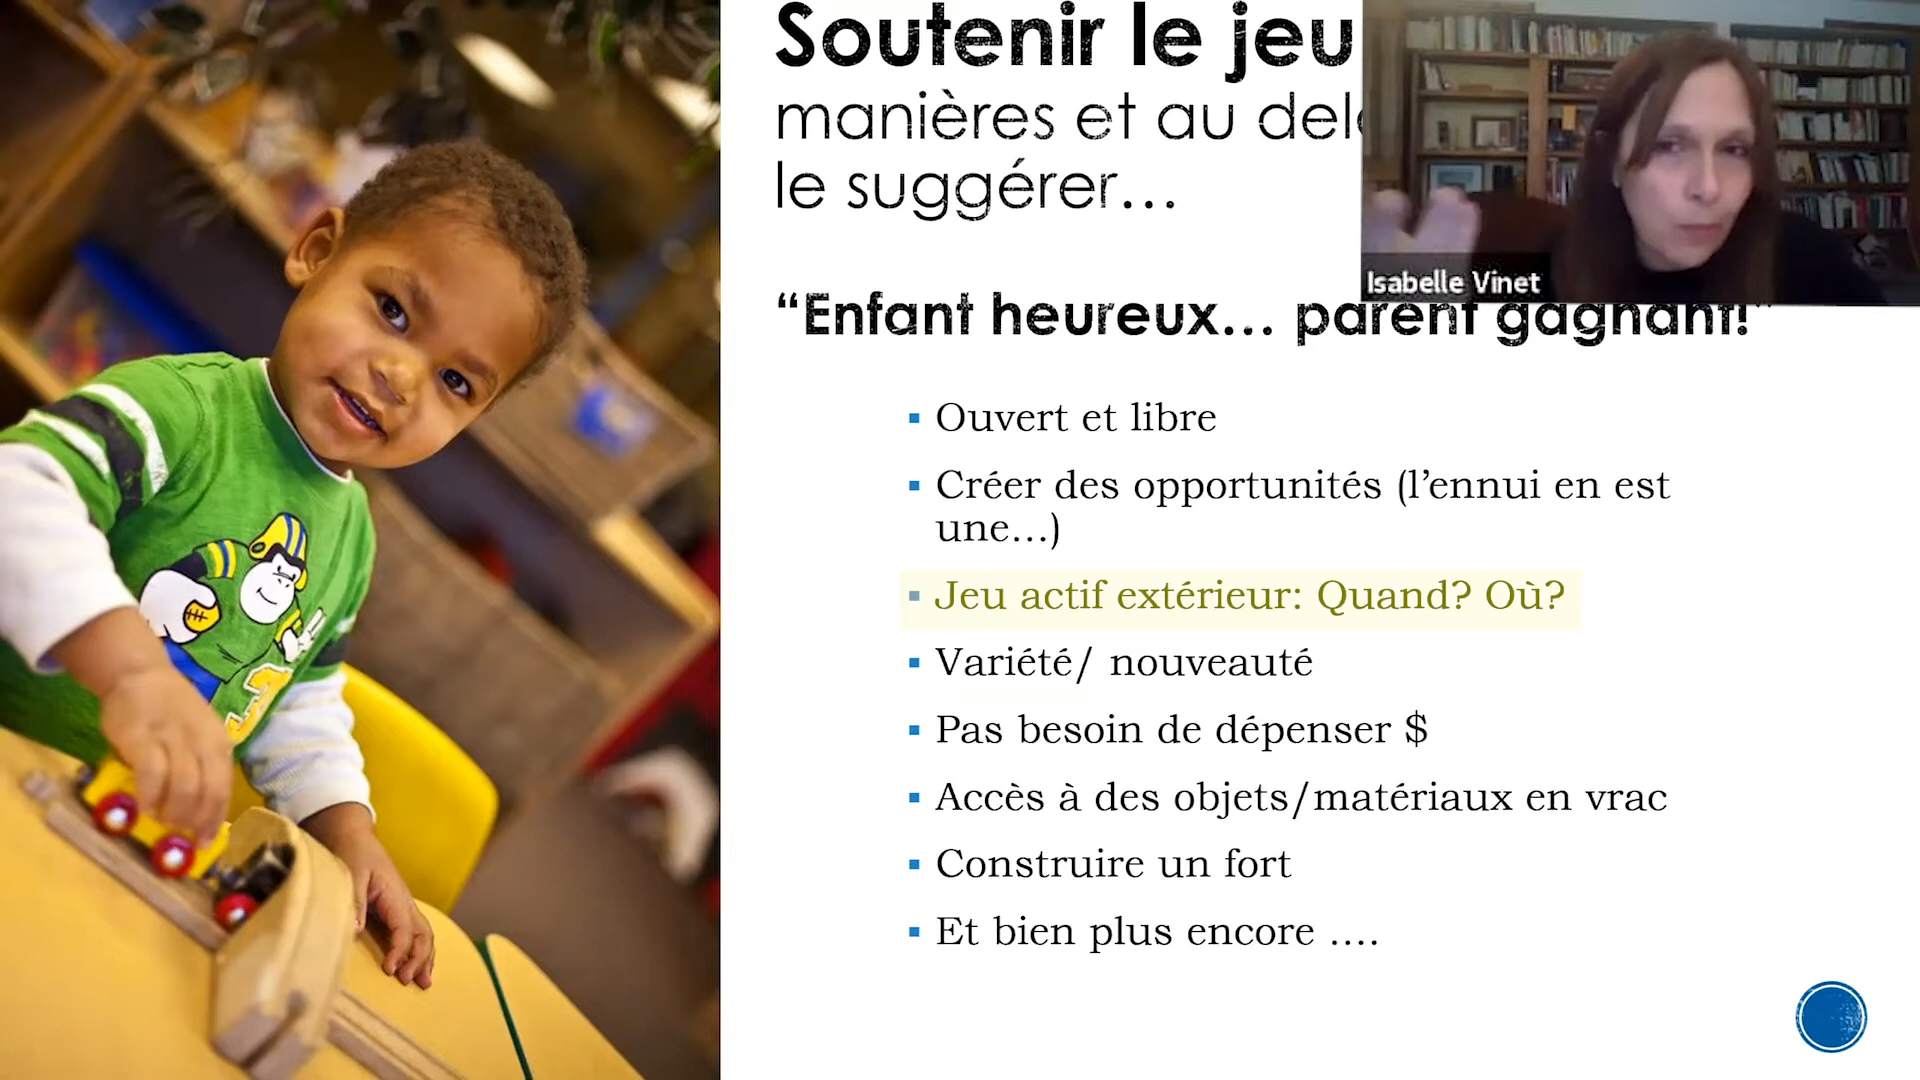 Soutenir le jeu
manières et au delà
le suggérer...
Isabelle Vinet
“Enfant heureux... parent gagnant!”
▪ Ouvert et libre
▪ Créer des opportunités (l’ennui en est
une...)
▪ Jeu actif extérieur: Quand? Où?
▪ Variété/ nouveauté
▪ Pas besoin de dépenser $
▪ Accès à des objets/matériaux en vrac
▪ Construire un fort
▪ Et bien plus encore ....